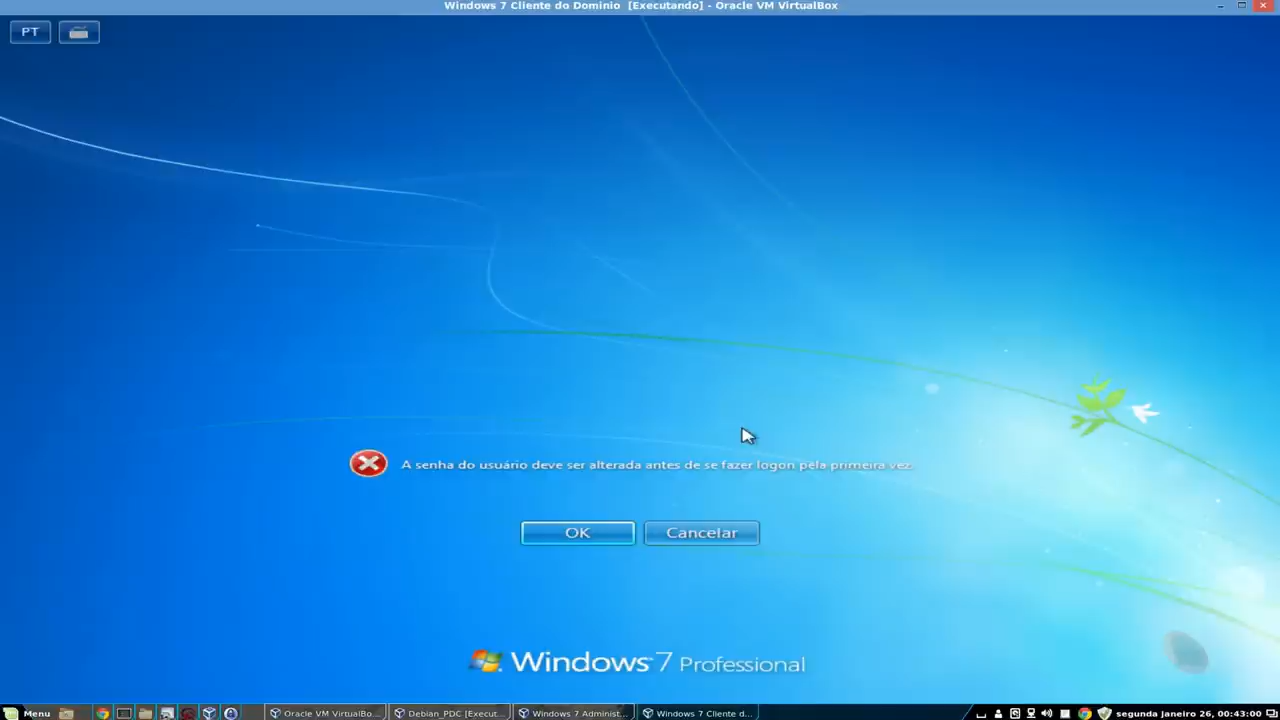 Windows 7 Cliente do Dominio [Executando] - Oracle VM VirtualBox
PT
A senha do usuário deve ser alterada antes de se fazer logon pela primeira vez.
OK Cancelar
Windows 7 Professional
Menu Oracle VM VirtualBo... Debian_PDC [Execut... Windows 7 Administ... Windows 7 Cliente d... segunda Janeiro 26, 00:43:00